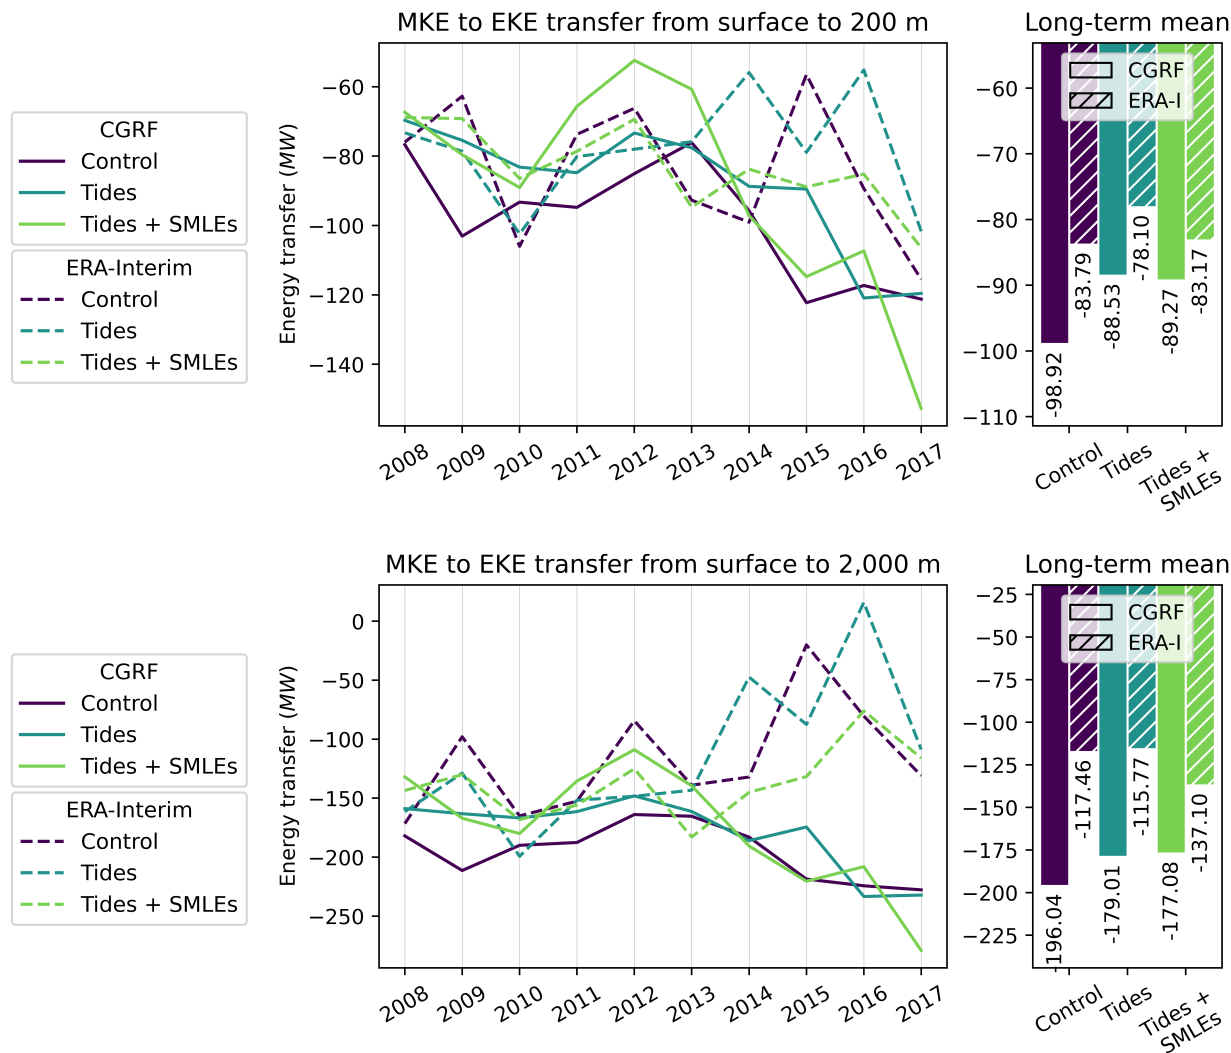 MKE to EKE transfer from surface to 200 m
Long-term mean
CGRF
Control
Tides
Tides + SMLEs
ERA-Interim
Control
Tides
Tides + SMLEs
Energy transfer (MW)
−60
−80
−100
−120
−140
2008
2009
2010
2011
2012
2013
2014
2015
2016
2017
−60
−70
−80
−90
−100
−110
CGRF
ERA-I
-98.92
-83.79
-88.53
-78.10
-89.27
-83.17
Control
Tides
Tides +
SMLEs
MKE to EKE transfer from surface to 2,000 m
Long-term mean
CGRF
Control
Tides
Tides + SMLEs
ERA-Interim
Control
Tides
Tides + SMLEs
Energy transfer (MW)
0
−50
−100
−150
−200
−250
2008
2009
2010
2011
2012
2013
2014
2015
2016
2017
−25
−50
−75
−100
−125
−150
−175
−200
−225
CGRF
ERA-I
-196.04
-117.46
-179.01
-115.77
-177.08
-137.10
Control
Tides
Tides +
SMLEs